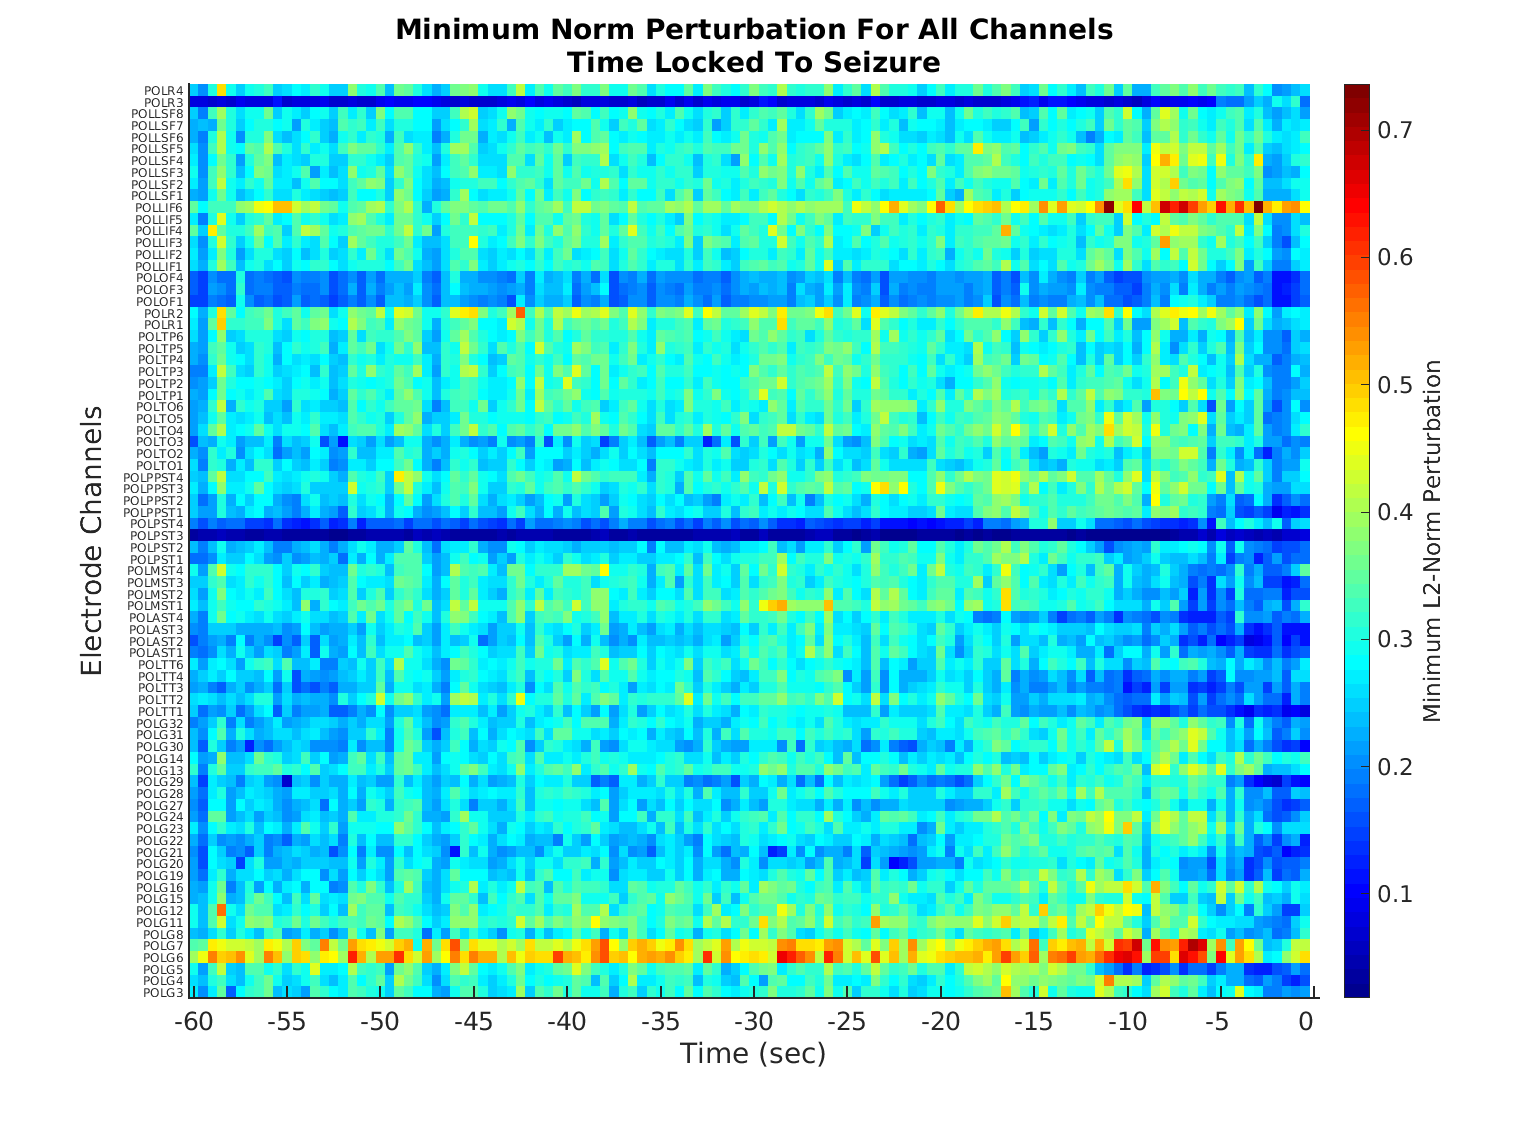 Minimum Norm Perturbation For All Channels
Time Locked To Seizure
POLR4
POLR3
POLLSF8
POLLSF7
POLLSF6
POLLSF5
POLLSF4
POLLSF3
POLLSF2
POLLSF1
POLLIF6
POLLIF5
POLLIF4
POLLIF3
POLLIF2
POLLIF1
POLOF4
POLOF3
POLOF1
POLR2
POLR1
POLTP6
POLTP5
POLTP4
POLTP3
POLTP2
POLTP1
POLTO6
POLTO5
POLTO4
POLTO3
POLTO2
POLTO1
POLPPST4
POLPPST3
POLPPST2
POLPPST1
POLPST4
POLPST3
POLPST2
POLPST1
POLMST4
POLMST3
POLMST2
POLMST1
POLAST4
POLAST3
POLAST2
POLAST1
POLTT6
POLTT4
POLTT3
POLTT2
POLTT1
POLG32
POLG31
POLG30
POLG14
POLG13
POLG29
POLG28
POLG27
POLG24
POLG23
POLG22
POLG21
POLG20
POLG19
POLG16
POLG15
POLG12
POLG11
POLG8
POLG7
POLG6
POLG5
POLG4
POLG3
Electrode Channels
-60 -55 -50 -45 -40 -35 -30 -25 -20 -15 -10 -5 0
Time (sec)
0.7
0.6
0.5
0.4
0.3
0.2
0.1
Minimum L2-Norm Perturbation